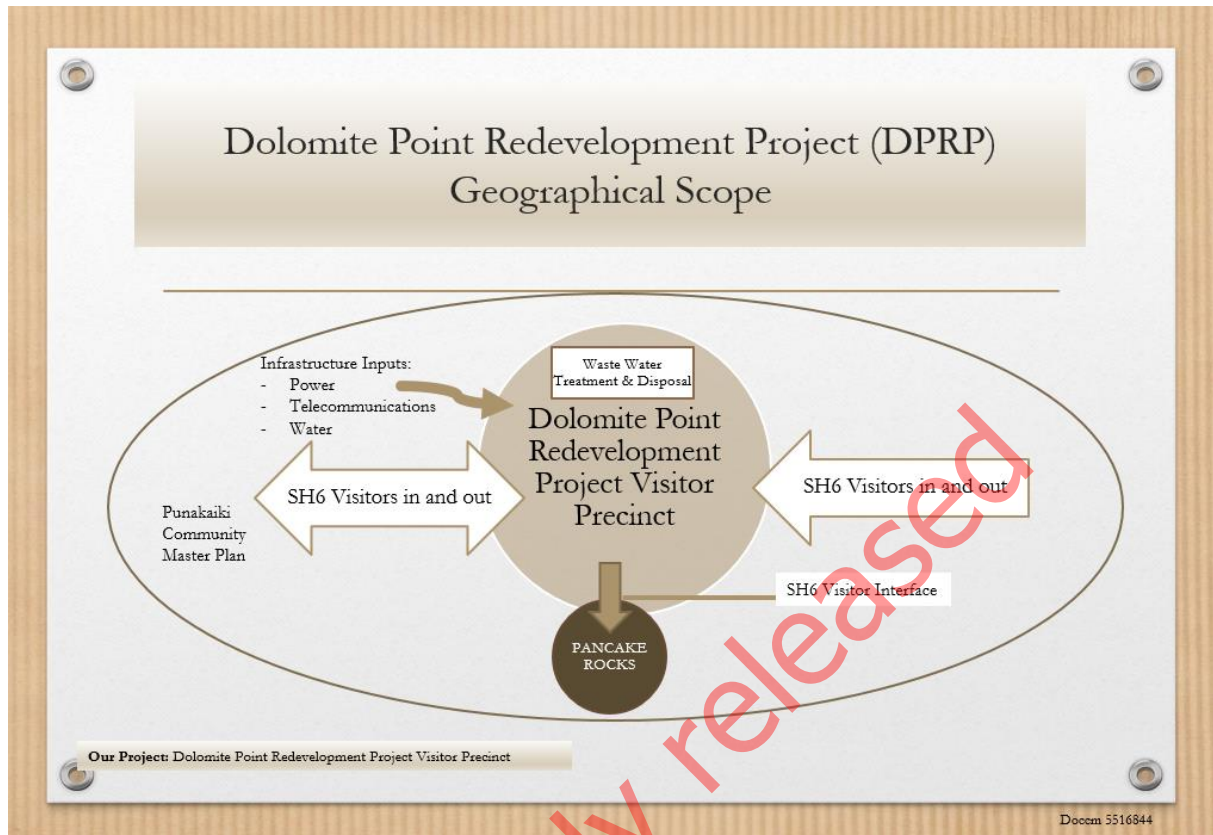 Dolomite Point Redevelopment Project (DPRP)
Geographical Scope
Infrastructure Inputs:
- Power
- Telecommunications
- Water
Waste Water
Treatment & Disposal
Dolomite Point
Redevelopment
Project Visitor
Precinct
SH6 Visitors in and out
SH6 Visitors in and out
Punakaiki
Community
Master Plan
SH6 Visitor Interface
PANCAKE
ROCKS
Our Project: Dolomite Point Redevelopment Project Visitor Precinct
Docem 5516844
released